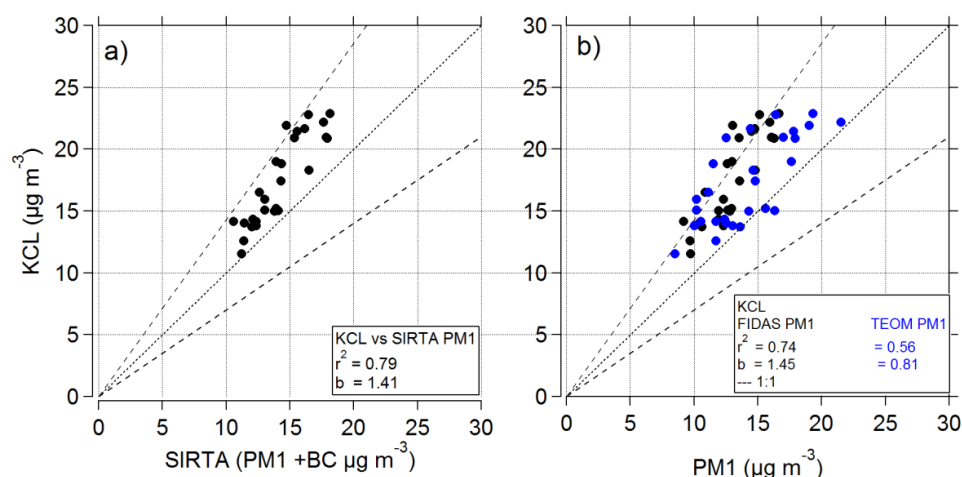 a)
30
25
20
15
10
5
0
KCL (µg m⁻³)
KCL vs SIRTA PM1
r² = 0.79
b = 1.41
0 5 10 15 20 25 30
SIRTA (PM1 +BC µg m⁻³)
b)
30
25
20
15
10
5
0
KCL
FIDAS PM1 TEOM PM1
r² = 0.74 = 0.56
b = 1.45 = 0.81
--- 1:1
0 5 10 15 20 25 30
PM1 (µg m⁻³)